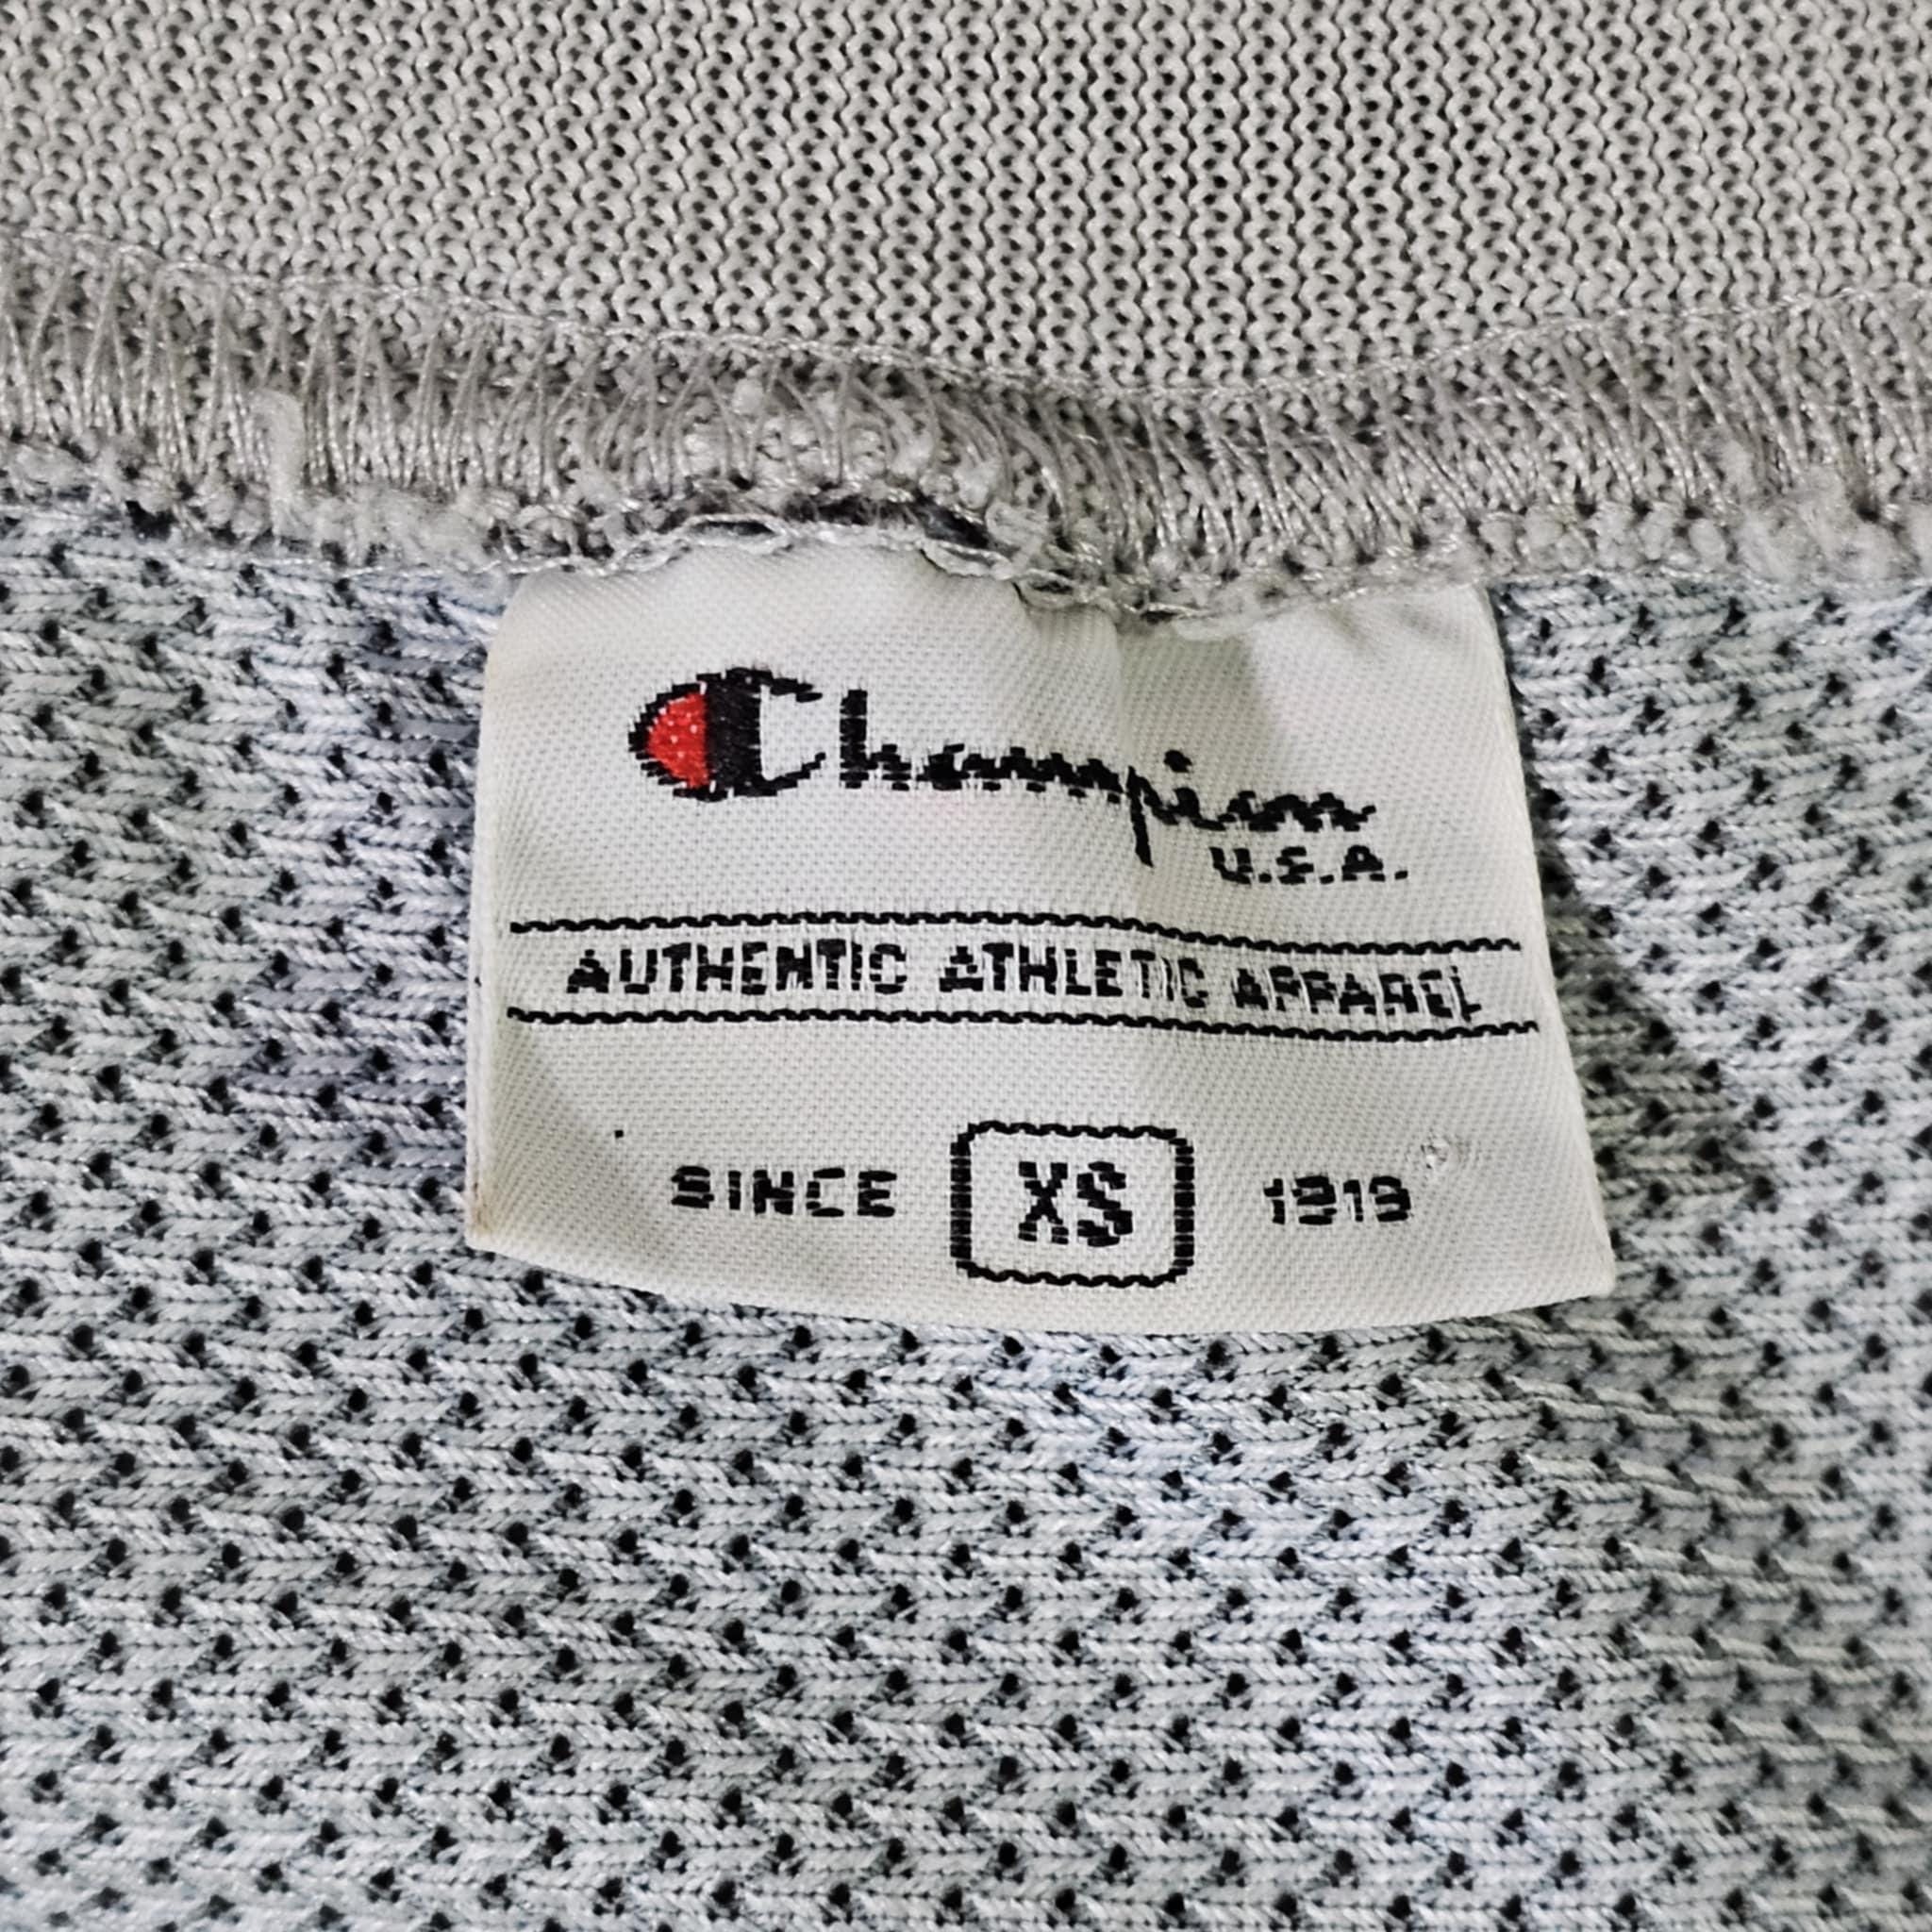 Champion
U.S.A.
AUTHENTIC ATHLETIC APPAREL
SINCE XS 1919